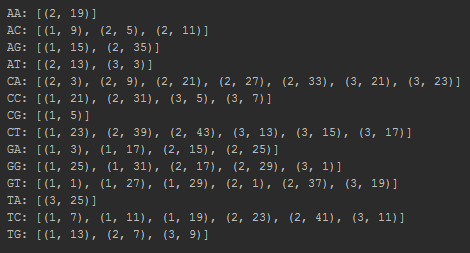 AA: [(2, 19)]
AC: [(1, 9), (2, 5), (2, 11)]
AG: [(1, 15), (2, 35)]
AT: [(2, 13), (3, 3)]
CA: [(2, 3), (2, 9), (2, 21), (2, 27), (2, 33), (3, 21), (3, 23)]
CC: [(1, 21), (2, 31), (3, 5), (3, 7)]
CG: [(1, 5)]
CT: [(1, 23), (2, 39), (2, 43), (3, 13), (3, 15), (3, 17)]
GA: [(1, 3), (1, 17), (2, 15), (2, 25)]
GG: [(1, 25), (1, 31), (2, 17), (2, 29), (3, 1)]
GT: [(1, 1), (1, 27), (1, 29), (2, 1), (2, 37), (3, 19)]
TA: [(3, 25)]
TC: [(1, 7), (1, 11), (1, 19), (2, 23), (2, 41), (3, 11)]
TG: [(1, 13), (2, 7), (3, 9)]